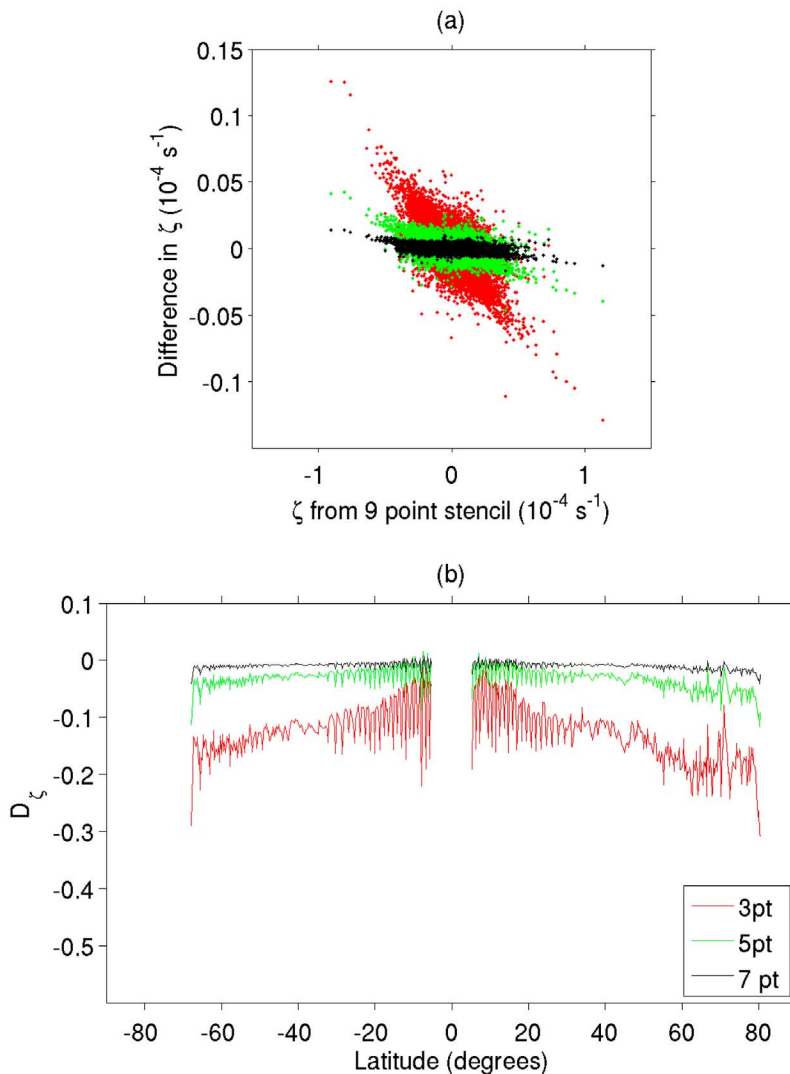 (a)
0.15
0.1
0.05
0
-0.05
-0.1
Difference in ζ (10⁻⁴ s⁻¹)
-1 0 1
ζ from 9 point stencil (10⁻⁴ s⁻¹)
(b)
0.1
0
-0.1
-0.2
-0.3
-0.4
-0.5
D_ζ
3pt
5pt
7 pt
-80 -60 -40 -20 0 20 40 60 80
Latitude (degrees)